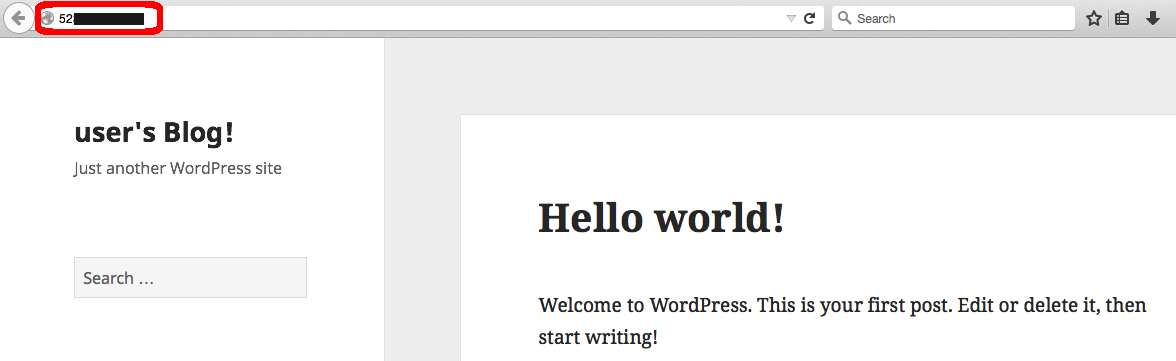 52
Search
user's Blog!
Just another WordPress site
Search …
Hello world!
Welcome to WordPress. This is your first post. Edit or delete it, then
start writing!